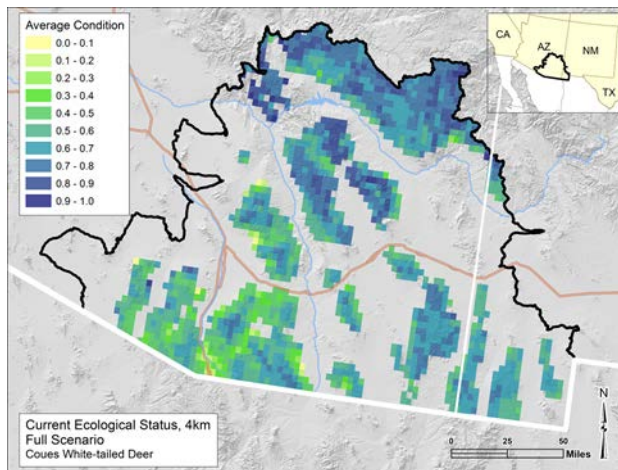 Average Condition
0.0 - 0.1
0.1 - 0.2
0.2 - 0.3
0.3 - 0.4
0.4 - 0.5
0.5 - 0.6
0.6 - 0.7
0.7 - 0.8
0.8 - 0.9
0.9 - 1.0
CA
AZ
NM
TX
Current Ecological Status, 4km
Full Scenario
Coues White-tailed Deer
N
0 25 50
Miles